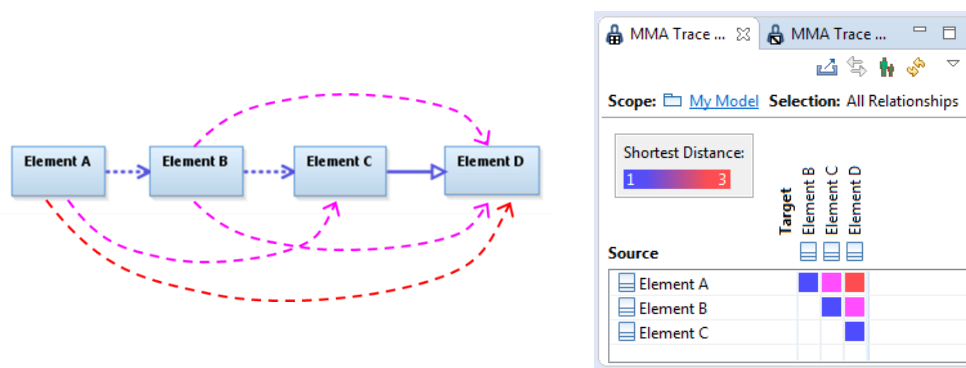 Element A
Element B
Element C
Element D
MMA Trace ...
MMA Trace ...
Scope: My Model Selection: All Relationships
Shortest Distance:
1 3
Target
Element B
Element C
Element D
Source
Element A
Element B
Element C